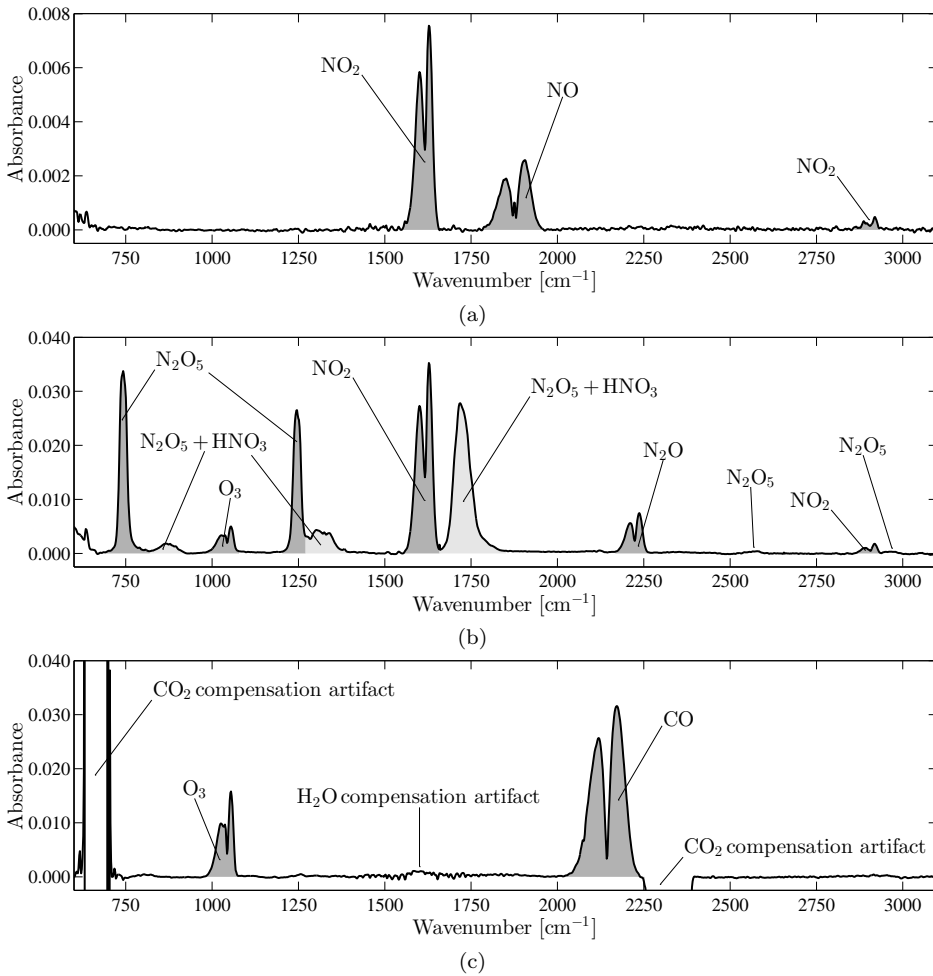 0.008
0.006
0.004
0.002
0.000
Absorbance
NO₂
NO
NO₂
750 1000 1250 1500 1750 2000 2250 2500 2750 3000
Wavenumber [cm⁻¹]
(a)
0.040
0.030
0.020
0.010
0.000
Absorbance
N₂O₅
NO₂
N₂O₅ + HNO₃
N₂O₅ + HNO₃
N₂O
N₂O₅
N₂O₅
O₃
NO₂
750 1000 1250 1500 1750 2000 2250 2500 2750 3000
Wavenumber [cm⁻¹]
(b)
0.040
0.030
0.020
0.010
0.000
Absorbance
CO₂ compensation artifact
CO
O₃
H₂O compensation artifact
CO₂ compensation artifact
750 1000 1250 1500 1750 2000 2250 2500 2750 3000
Wavenumber [cm⁻¹]
(c)